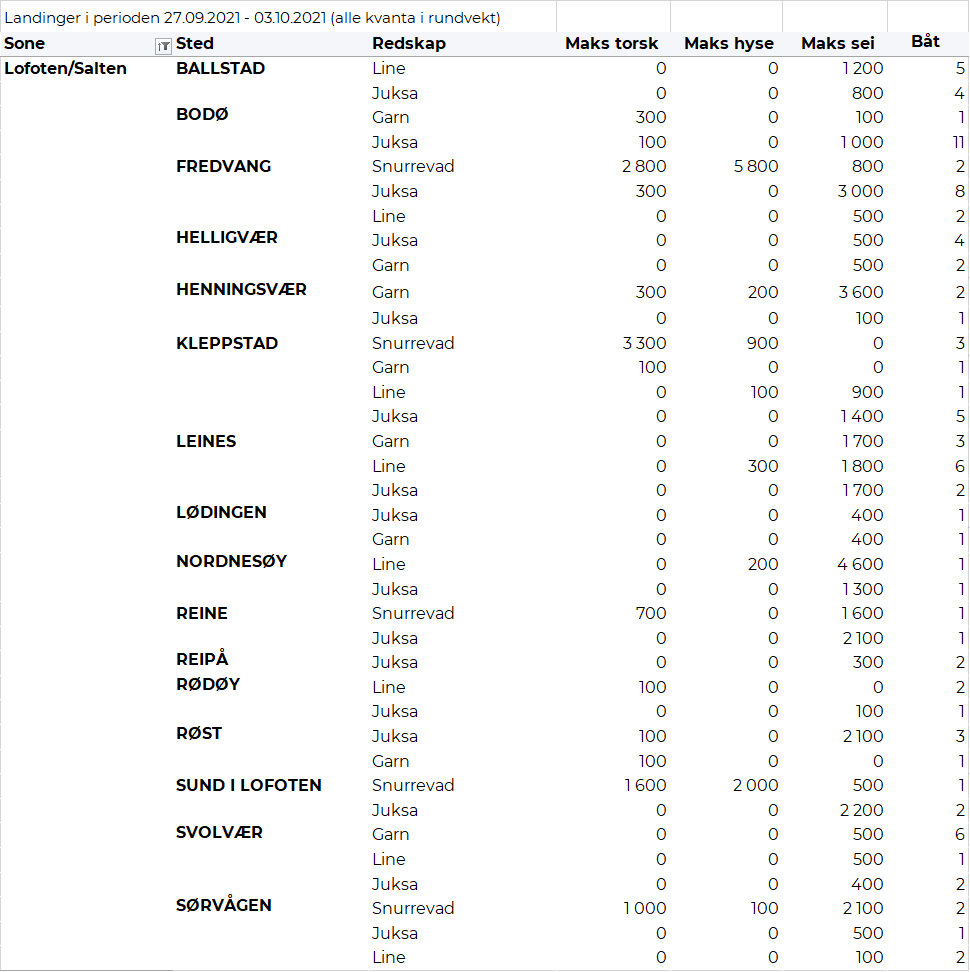 Landinger i perioden 27.09.2021 - 03.10.2021 (alle kvanta i rundvekt)
Sone Sted Redskap Maks torsk Maks hyse Maks sei Båt
Lofoten/Salten BALLSTAD Line 0 0 1 200 5
Juksa 0 0 800 4
BODØ Garn 300 0 100 1
Juksa 100 0 1 000 11
FREDVANG Snurrevad 2 800 5 800 800 2
Juksa 300 0 3 000 8
Line 0 0 500 2
HELLIGVÆR Juksa 0 0 500 4
Garn 0 0 500 2
HENNINGSVÆR Garn 300 200 3 600 2
Juksa 0 0 100 1
KLEPPSTAD Snurrevad 3 300 900 0 3
Garn 100 0 0 1
Line 0 100 900 1
Juksa 0 0 1 400 5
LEINES Garn 0 0 1 700 3
Line 0 300 1 800 6
Juksa 0 0 1 700 2
LØDINGEN Juksa 0 0 400 1
Garn 0 0 400 1
NORDNESØY Line 0 200 4 600 1
Juksa 0 0 1 300 1
REINE Snurrevad 700 0 1 600 1
Juksa 0 0 2 100 1
REIPÅ Juksa 0 0 300 2
RØDØY Line 100 0 0 2
Juksa 0 0 100 1
RØST Juksa 100 0 2 100 3
Garn 100 0 0 1
SUND I LOFOTEN Snurrevad 1 600 2 000 500 1
Juksa 0 0 2 200 2
SVOLVÆR Garn 0 0 500 6
Line 0 0 500 1
Juksa 0 0 400 2
SØRVÅGEN Snurrevad 1 000 100 2 100 2
Juksa 0 0 500 1
Line 0 0 100 2